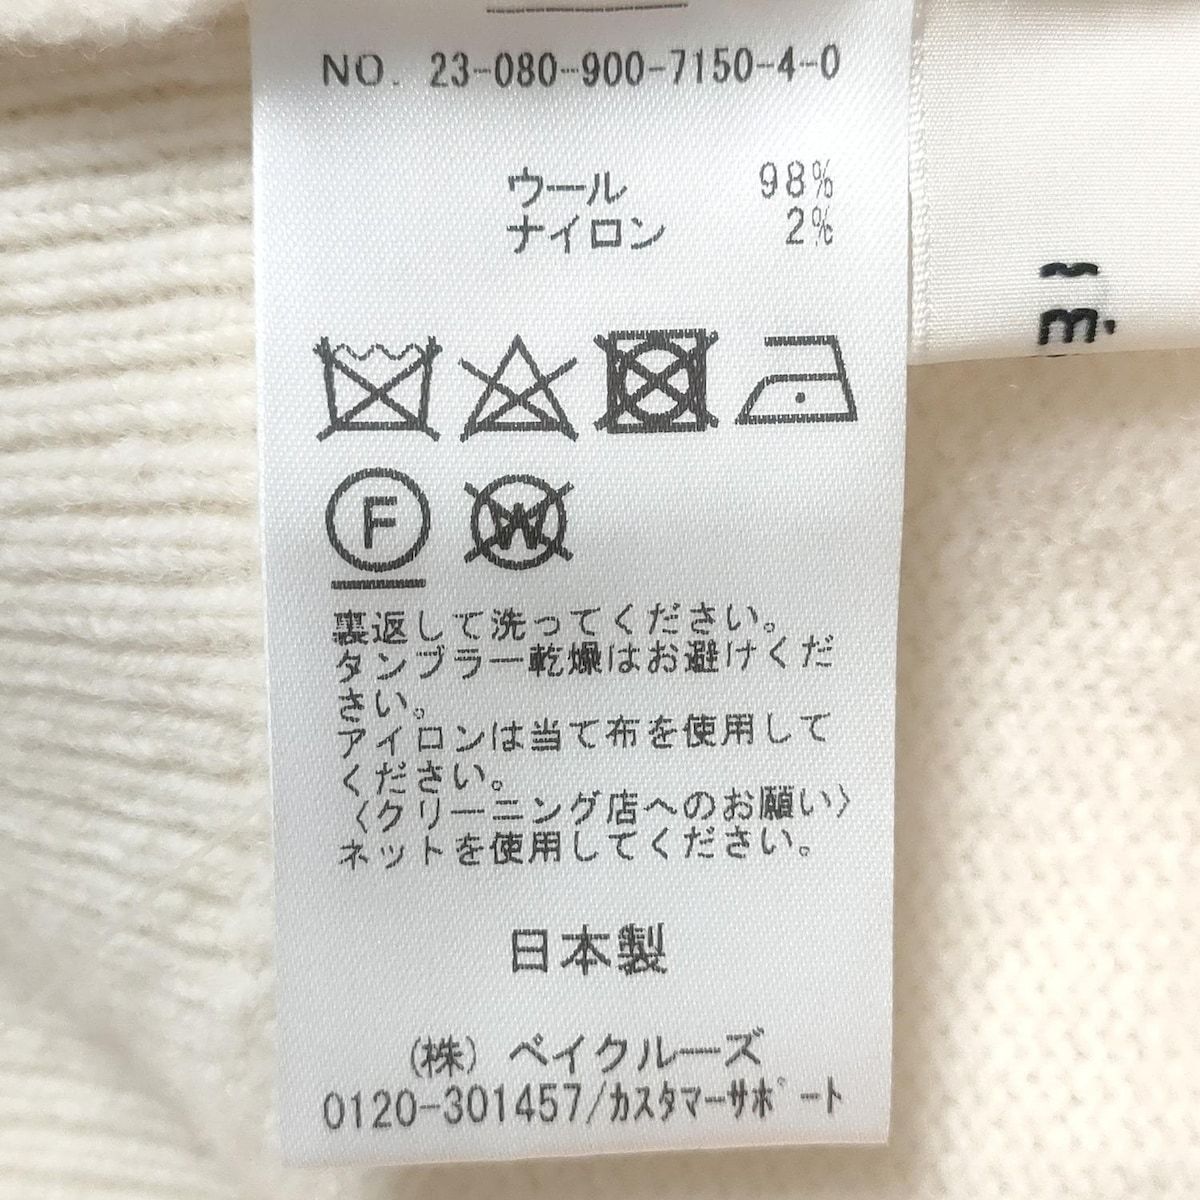 NO. 23-080-900-7150-4-0
ウール 98%
ナイロン 2%
F W
裏返して洗ってください。
タンブラー乾燥はお避けくだ
さい。
アイロンは当て布を使用して
ください。
〈クリーニング店へのお願い〉
ネットを使用してください。
日本製
(株) ベイクルーズ
0120-301457/カスタマーサポート